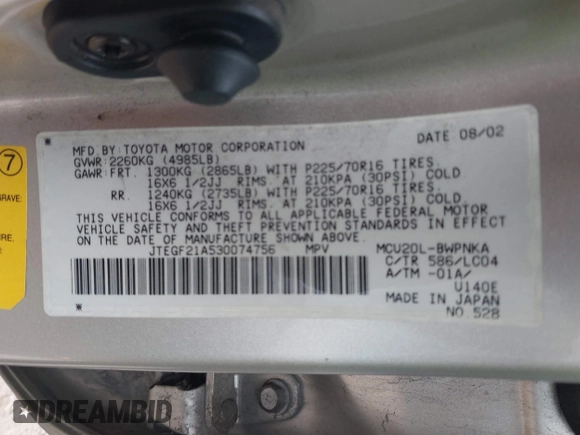 MFD BY: TOYOTA MOTOR CORPORATION
DATE 08/02
GVWR: 2260KG (4985LB)
GAWR: FRT. 1300KG (2865LB) WITH P225/70R16 TIRES.
16X6 1/2JJ RIMS. AT 210KPA (30PSI) COLD.
RR. 1240KG (2735LB) WITH P225/70R16 TIRES.
16X6 1/2JJ RIMS. AT 210KPA (30PSI) COLD.
THIS VEHICLE CONFORMS TO ALL APPLICABLE FEDERAL MOTOR
VEHICLE SAFETY, BUMPER, AND THEFT PREVENTION STANDARDS IN EFFECT
ON THE DATE OF MANUFACTURE SHOWN ABOVE.
JTEGF21A530074756 MPV MCU20L-BWPNKA
C/TR 586/LC04
A/TM -01A/
U140E
MADE IN JAPAN
NO.528
7
GRAVE:
DREAMBID